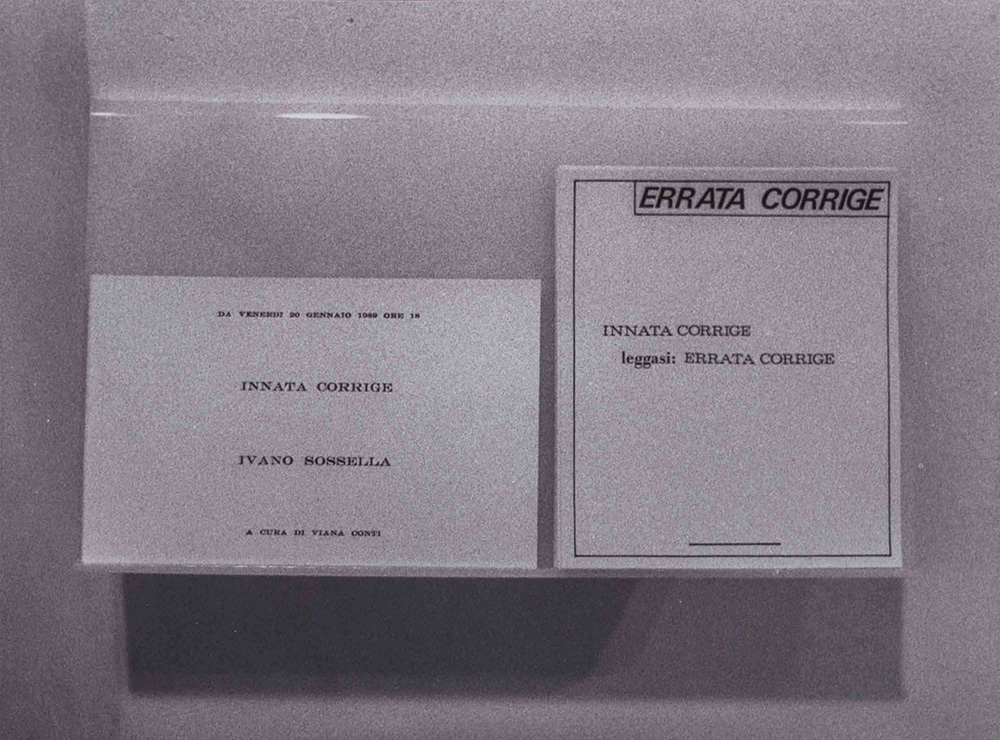 DA VENERDI 20 GENNAIO 1989 ORE 18
INNATA CORRIGE
IVANO SOSSELLA
A CURA DI VIANA CONTI
ERRATA CORRIGE
INNATA CORRIGE
leggasi: ERRATA CORRIGE